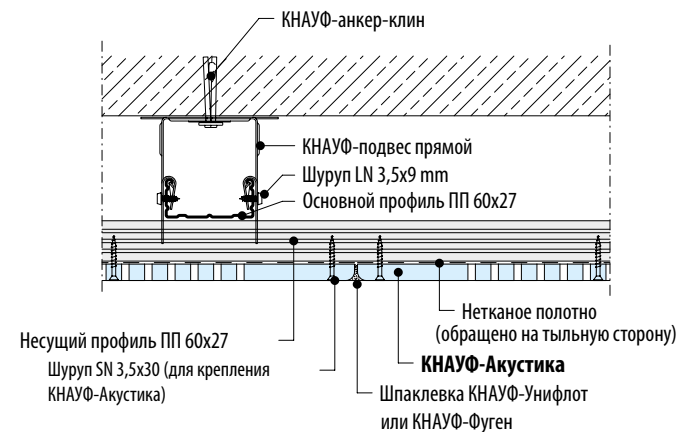 КНАУФ-анкер-клин
КНАУФ-подвес прямой
Шуруп LN 3,5x9 mm
Основной профиль ПП 60x27
Нетканое полотно
(обращено на тыльную сторону)
Несущий профиль ПП 60x27
Шуруп SN 3,5x30 (для крепления
КНАУФ-Акустика)
КНАУФ-Акустика
Шпаклевка КНАУФ-Унифлот
или КНАУФ-Фуген